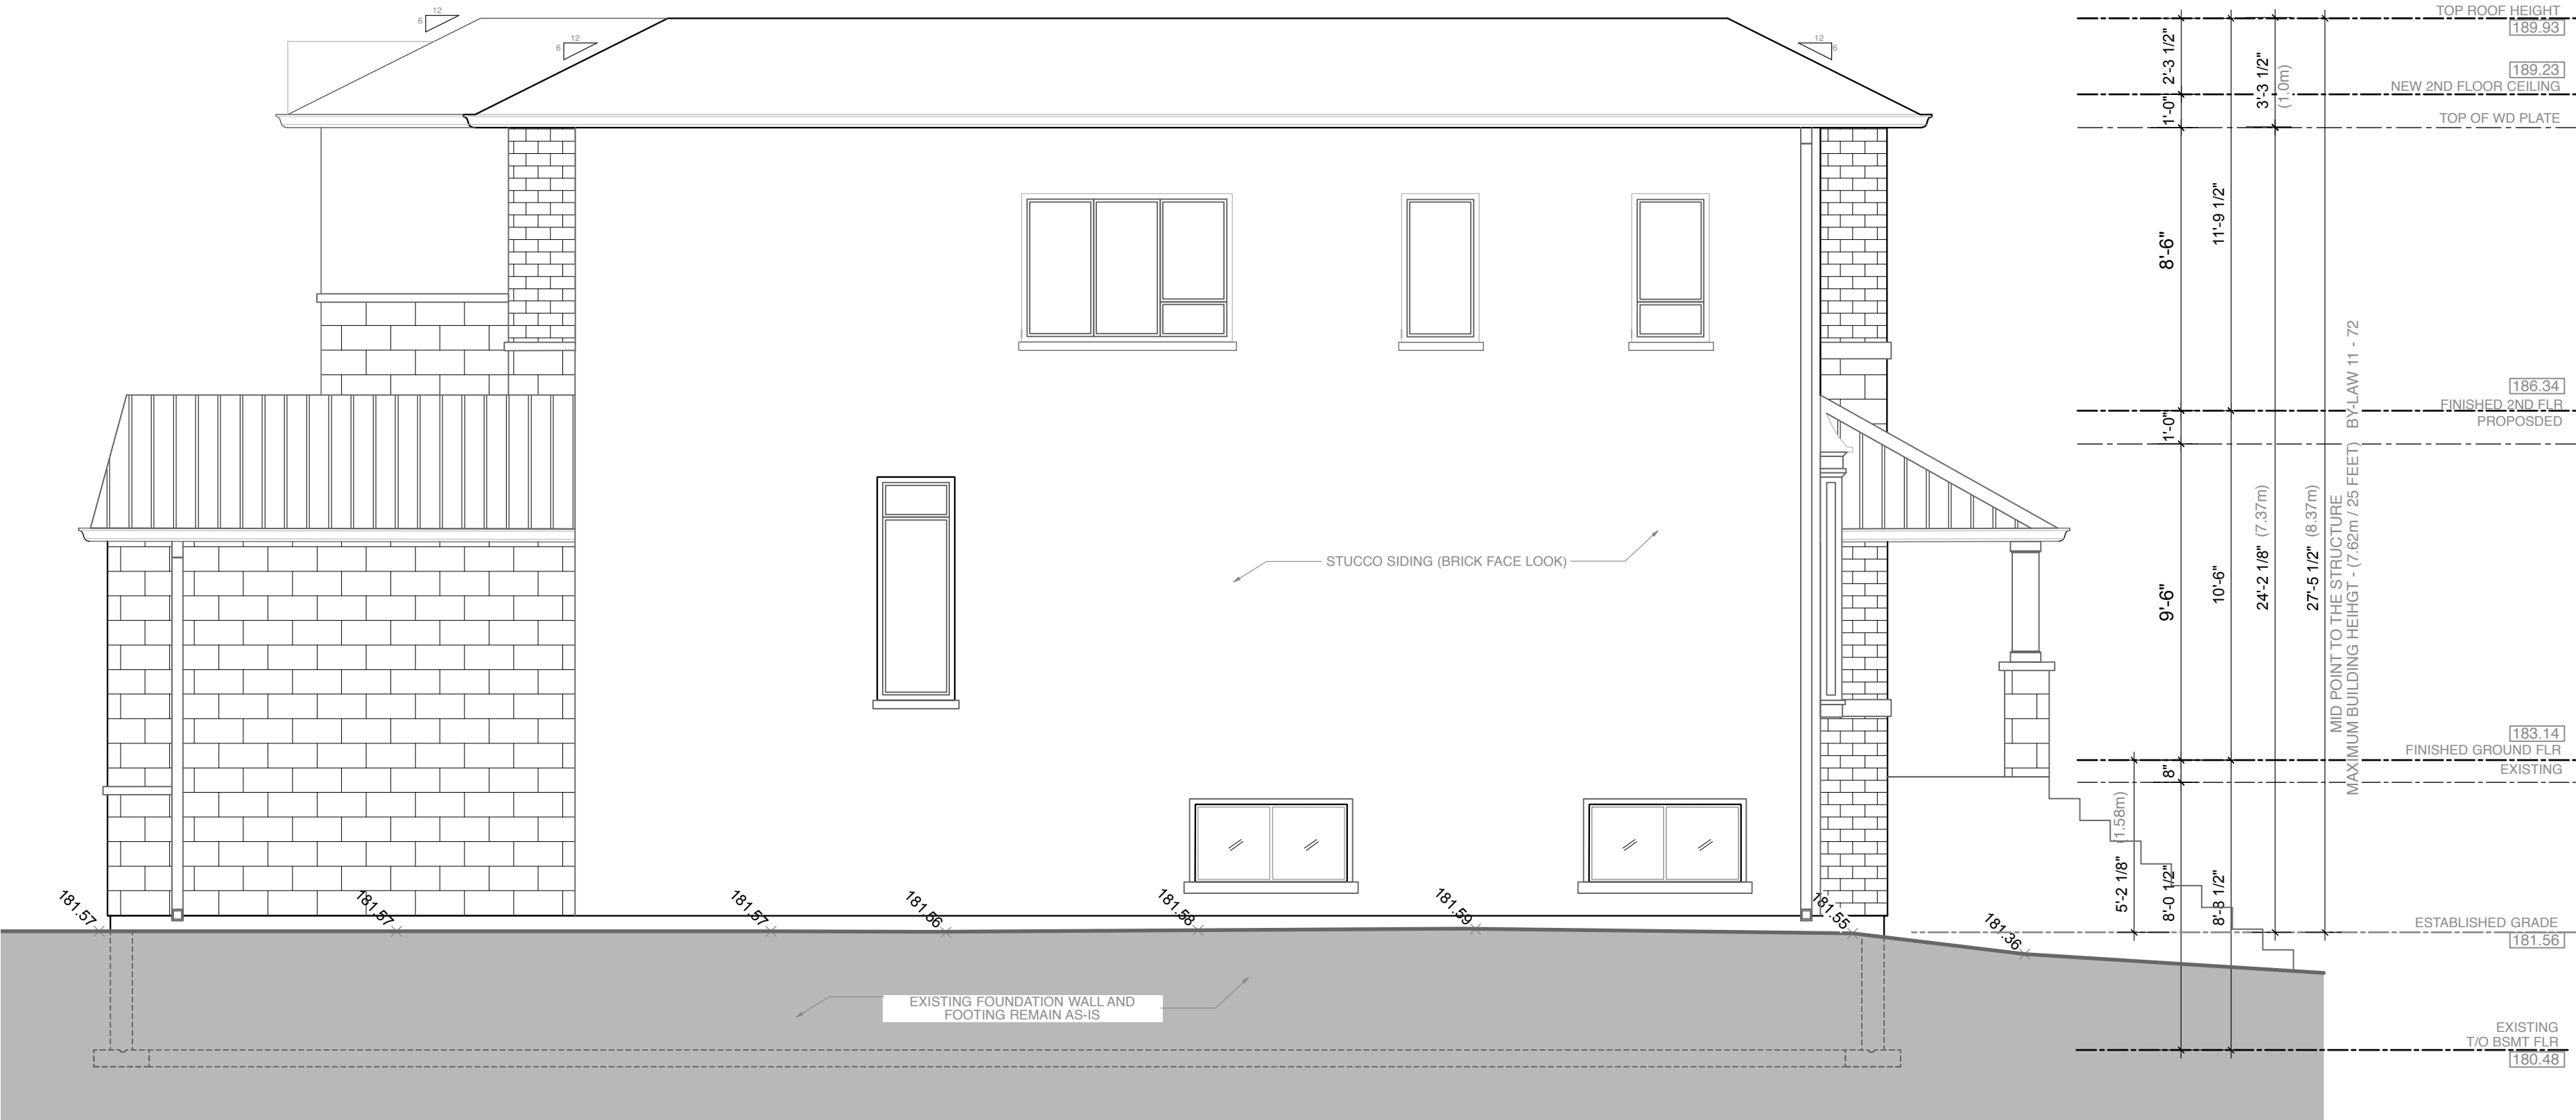 12
6
12
6
12
6
TOP ROOF HEIGHT
189.93
189.23
NEW 2ND FLOOR CEILING
TOP OF WD PLATE
2'-3 1/2"
1'-0"
3'-3 1/2"
(1.0m)
8'-6"
11'-9 1/2"
186.34
FINISHED 2ND FLR
PROPOSDED
1'-0"
9'-6"
10'-6"
24'-2 1/8" (7.37m)
27'-5 1/2" (8.37m)
MID POINT TO THE STRUCTURE
MAXIMUM BUILDING HEIHGT - (7.62m / 25 FEET) BY-LAW 11 - 72
STUCCO SIDING (BRICK FACE LOOK)
183.14
FINISHED GROUND FLR
EXISTING
8"
5'-2 1/8" (1.58m)
8'-0 1/2"
8'-8 1/2"
181.57
181.57
181.57
181.56
181.58
181.59
181.55
181.36
ESTABLISHED GRADE
181.56
EXISTING FOUNDATION WALL AND
FOOTING REMAIN AS-IS
EXISTING
T/O BSMT FLR
180.48